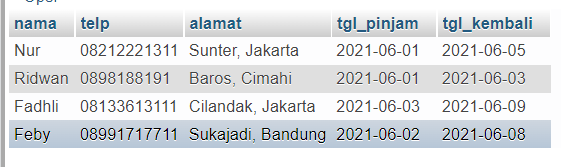 nama telp alamat tgl_pinjam tgl_kembali
Nur 08212221311 Sunter, Jakarta 2021-06-01 2021-06-05
Ridwan 0898188191 Baros, Cimahi 2021-06-01 2021-06-03
Fadhli 08133613111 Cilandak, Jakarta 2021-06-03 2021-06-09
Feby 08991717711 Sukajadi, Bandung 2021-06-02 2021-06-08